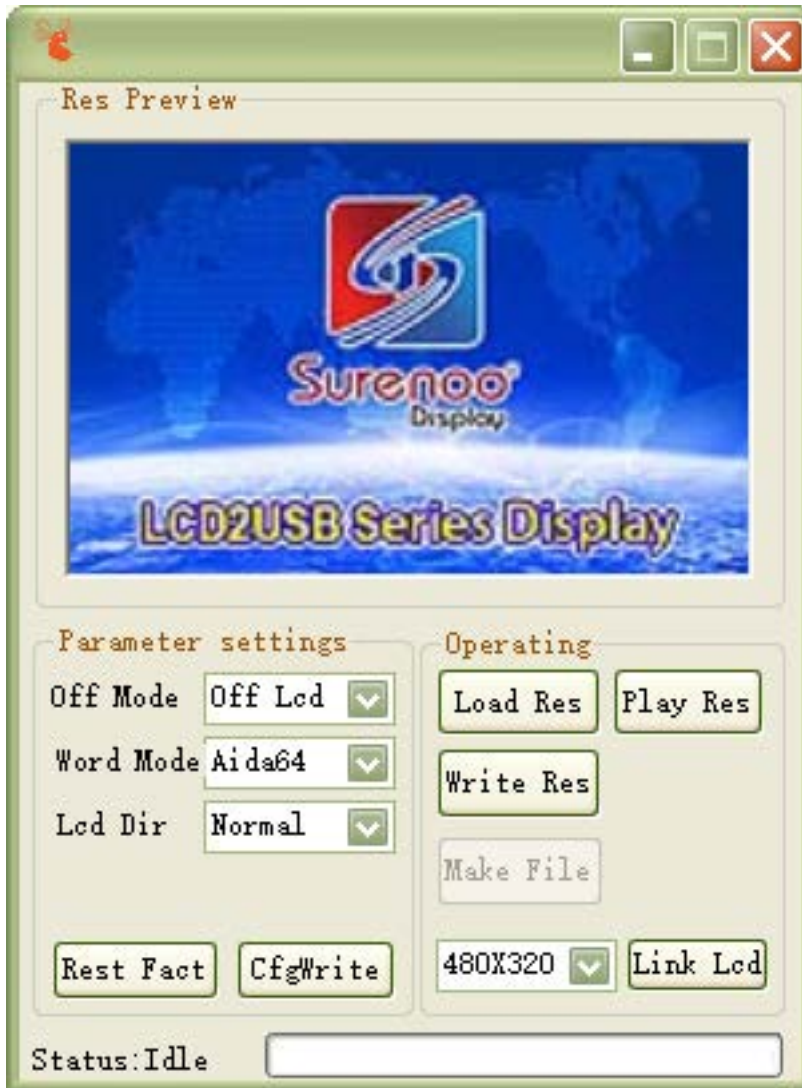 Res Preview
Surenoo®
Display
LCD2USB Series Display
Parameter settings
Off Mode Off Lcd
Word Mode Aida64
Lcd Dir Normal
Rest Fact CfgWrite
Operating
Load Res Play Res
Write Res
Make File
480X320 Link Lcd
Status:Idle